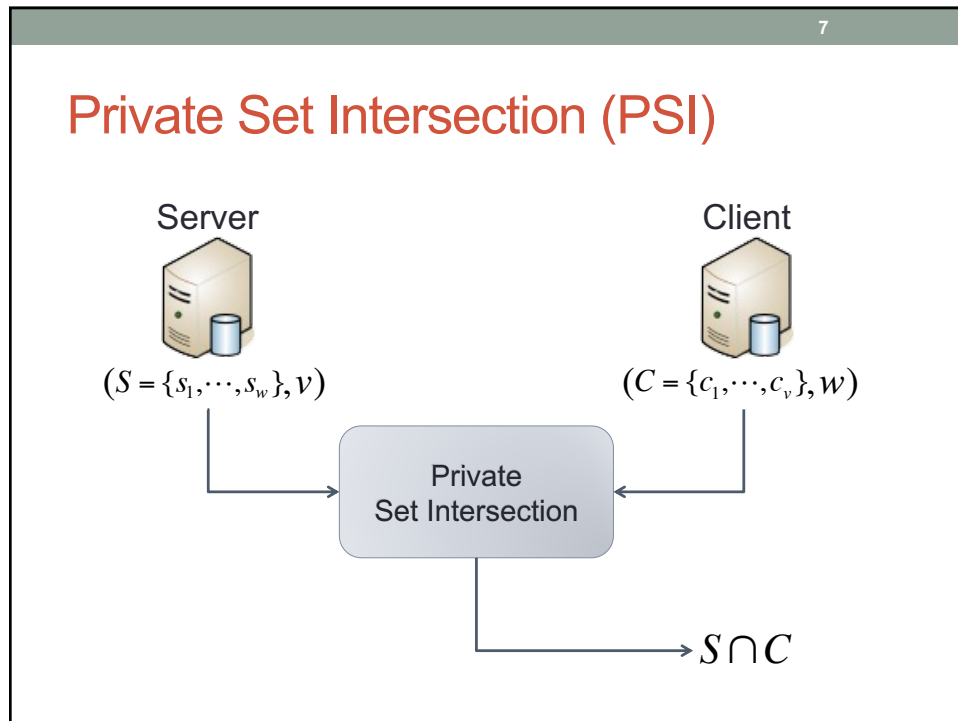 7
Private Set Intersection (PSI)
Server
Client
(S = {s₁,⋯,s_w}, v)
(C = {c₁,⋯,c_v}, w)
Private
Set Intersection
S∩C